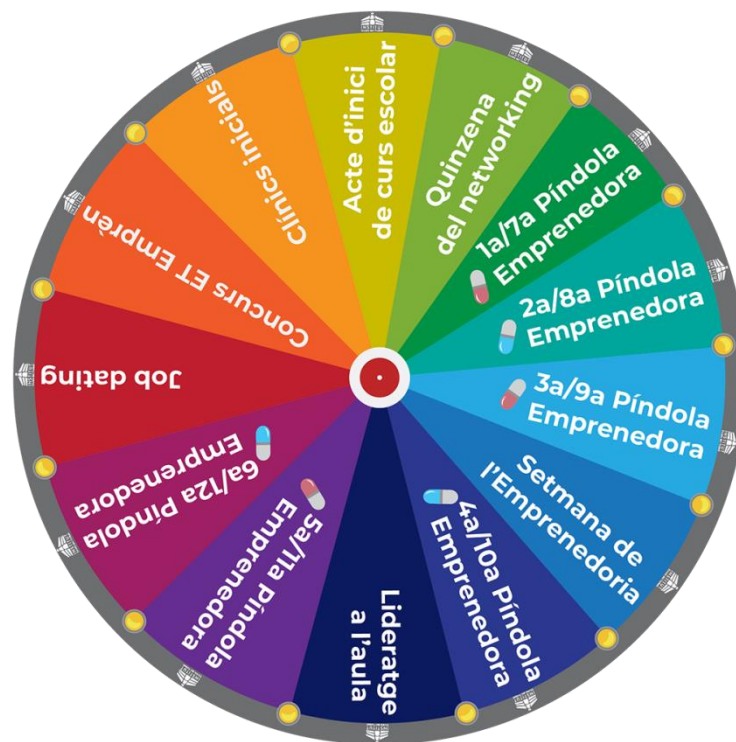 Acte d'inici
de curs escolar
Quinzena
del networking
1a/7a Píndola
Emprenedora
2a/8a Píndola
Emprenedora
3a/9a Píndola
Emprenedora
Setmana de
l'Emprenedoria
4a/10a Píndola
Emprenedora
Lideratge
a l'aula
5a/11a Píndola
Emprenedora
6a/12a Píndola
Emprenedora
Job dating
Concurs ET Emprèn
Clínics inicials